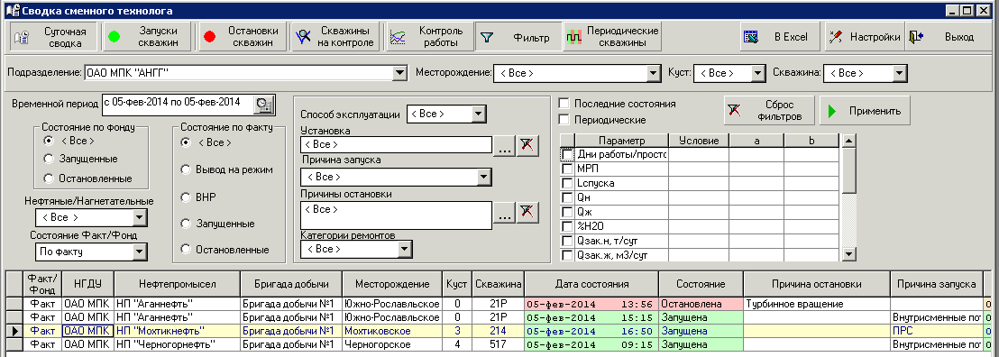 Сводка сменного технолога
Суточная сводка
Запуски скважин
Остановки скважин
Скважины на контроле
Контроль работы
Фильтр
Периодические скважины
В Excel
Настройки
Выход
Подразделение: ОАО МПК "АНГГ" Месторождение: < Все > Куст: < Все > Скважина: < Все >
Временной период с 05-фев-2014 по 05-фев-2014
Состояние по фонду
< Все >
Запущенные
Остановленные
Нефтяные/Нагнетательные
< Все >
Состояние Факт/Фонд
По факту
Состояние по факту
< Все >
Вывод на режим
ВНР
Запущенные
Остановленные
Способ эксплуатации < Все >
Установка
< Все > ...
Причина запуска
< Все >
Причины остановки
< Все > ...
Категории ремонтов
< Все >
Последние состояния
Периодические
Сброс фильтров
Применить
Параметр Условие a b
Дни работы/простс
МРП
Lспуска
Qн
Qж
%H2O
Qзак.н, т/сут
Qзак.ж, м3/сут
Факт/Фонд НГДУ Нефтепромысел Бригада добычи Месторождение Куст Скважина Дата состояния Состояние Причина остановки Причина запуска
Факт ОАО МПК НП "Аганнефть" Бригада добычи №1 Южно-Рославльское 0 21Р 05-фев-2014 13:56 Остановлена Турбинное вращение
Факт ОАО МПК НП "Аганнефть" Бригада добычи №1 Южно-Рославльское 0 21Р 05-фев-2014 15:15 Запущена Внутрисменные пот
Факт ОАО МПК НП "Мохтикнефть" Бригада добычи №1 Мохтиковское 3 214 05-фев-2014 16:50 Запущена ПРС
Факт ОАО МПК НП "Черногорнефть" Бригада добычи №1 Черногорское 4 517 05-фев-2014 09:15 Запущена Внутрисменные пот